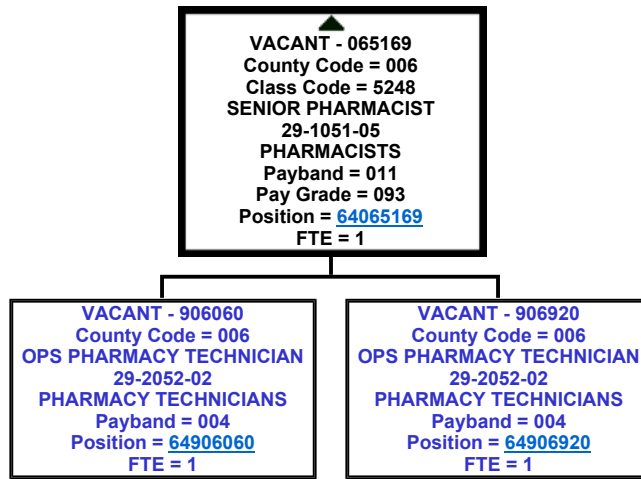 VACANT - 065169
County Code = 006
Class Code = 5248
SENIOR PHARMACIST
29-1051-05
PHARMACISTS
Payband = 011
Pay Grade = 093
Position = 64065169
FTE = 1
VACANT - 906060
County Code = 006
OPS PHARMACY TECHNICIAN
29-2052-02
PHARMACY TECHNICIANS
Payband = 004
Position = 64906060
FTE = 1
VACANT - 906920
County Code = 006
OPS PHARMACY TECHNICIAN
29-2052-02
PHARMACY TECHNICIANS
Payband = 004
Position = 64906920
FTE = 1